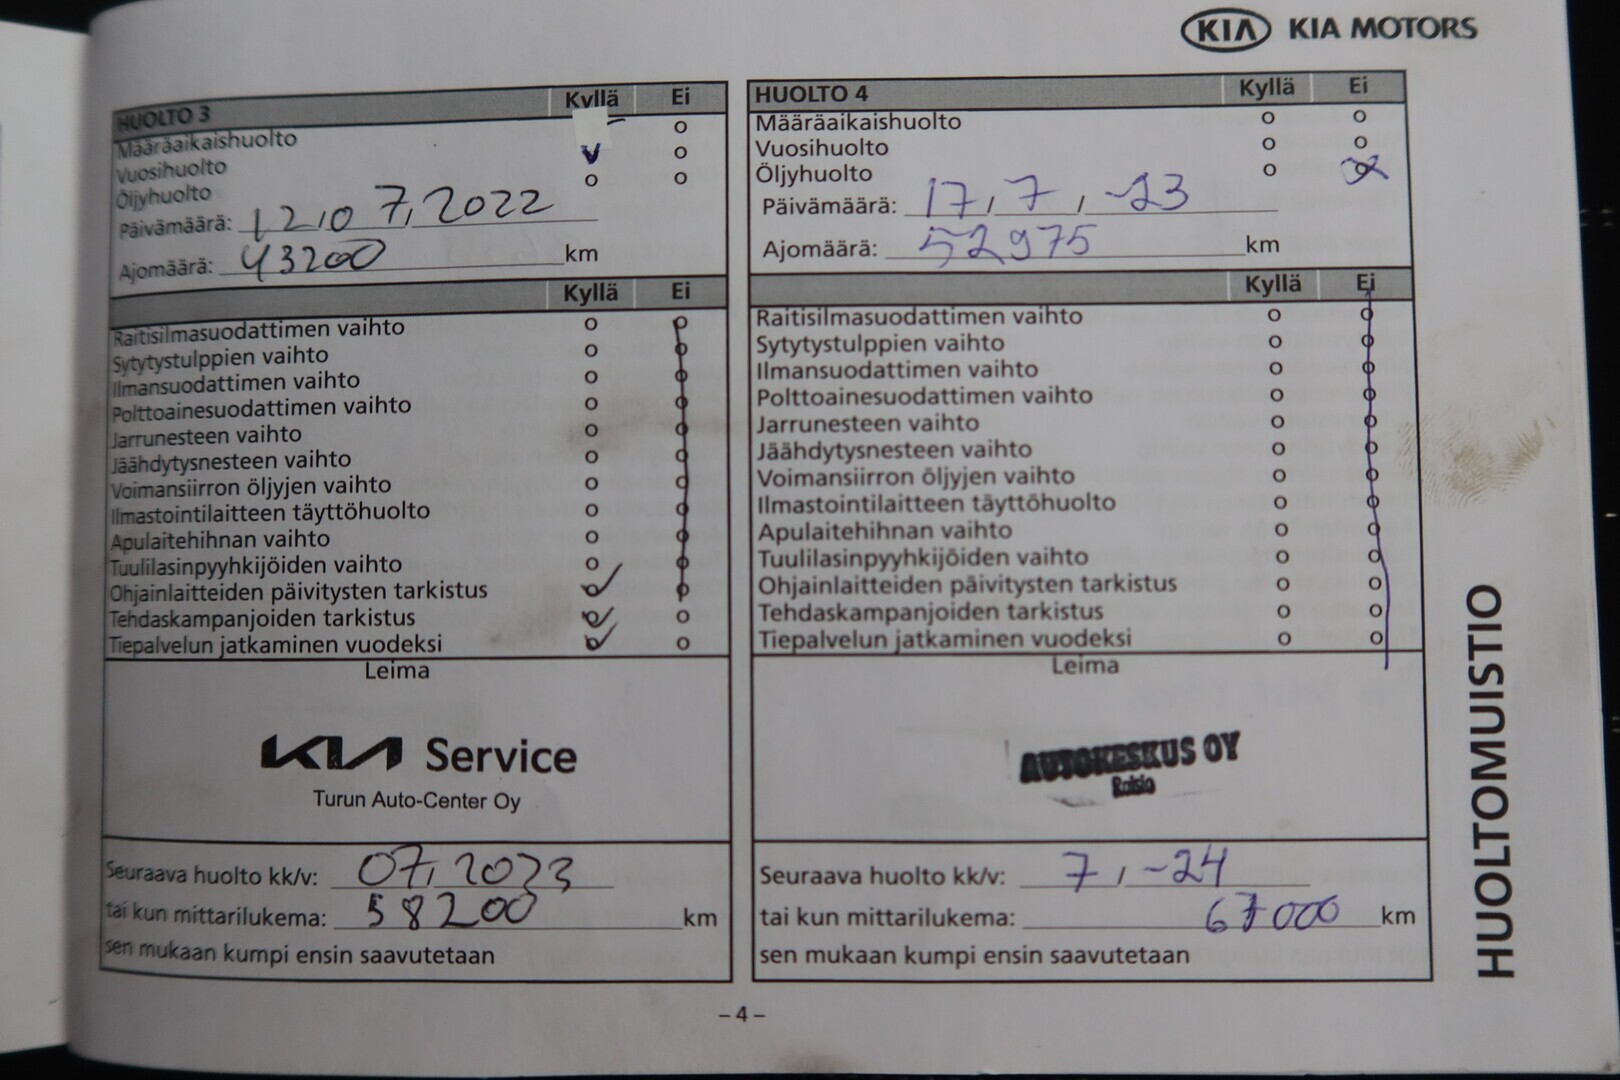 KIA KIA MOTORS
HUOLTO 3 Kyllä Ei
Määräaikaishuolto
Vuosihuolto
Öljyhuolto
Päivämäärä: 12.07.2022
Ajomäärä: 43200 km
Kyllä Ei
Raitisilmasuodattimen vaihto
Sytytystulppien vaihto
Ilmansuodattimen vaihto
Polttoainesuodattimen vaihto
Jarrunesteen vaihto
Jäähdytysnesteen vaihto
Voimansiirron öljyjen vaihto
Ilmastointilaitteen täyttöhuolto
Apulaitehihnan vaihto
Tuulilasinpyyhkijöiden vaihto
Ohjainlaitteiden päivitysten tarkistus
Tehdaskampanjoiden tarkistus
Tiepalvelun jatkaminen vuodeksi
Leima
KIA Service
Turun Auto-Center Oy
Seuraava huolto kk/v: 07, 2023
tai kun mittarilukema: 58200 km
sen mukaan kumpi ensin saavutetaan
HUOLTO 4 Kyllä Ei
Määräaikaishuolto
Vuosihuolto
Öljyhuolto
Päivämäärä: 17, 7, -23
Ajomäärä: 52975 km
Kyllä Ei
Raitisilmasuodattimen vaihto
Sytytystulppien vaihto
Ilmansuodattimen vaihto
Polttoainesuodattimen vaihto
Jarrunesteen vaihto
Jäähdytysnesteen vaihto
Voimansiirron öljyjen vaihto
Ilmastointilaitteen täyttöhuolto
Apulaitehihnan vaihto
Tuulilasinpyyhkijöiden vaihto
Ohjainlaitteiden päivitysten tarkistus
Tehdaskampanjoiden tarkistus
Tiepalvelun jatkaminen vuodeksi
Leima
AUTOKESKUS OY
Raisio
Seuraava huolto kk/v: 7, -24
tai kun mittarilukema: 67000 km
sen mukaan kumpi ensin saavutetaan
HUOLTOMUISTIO
– 4 –